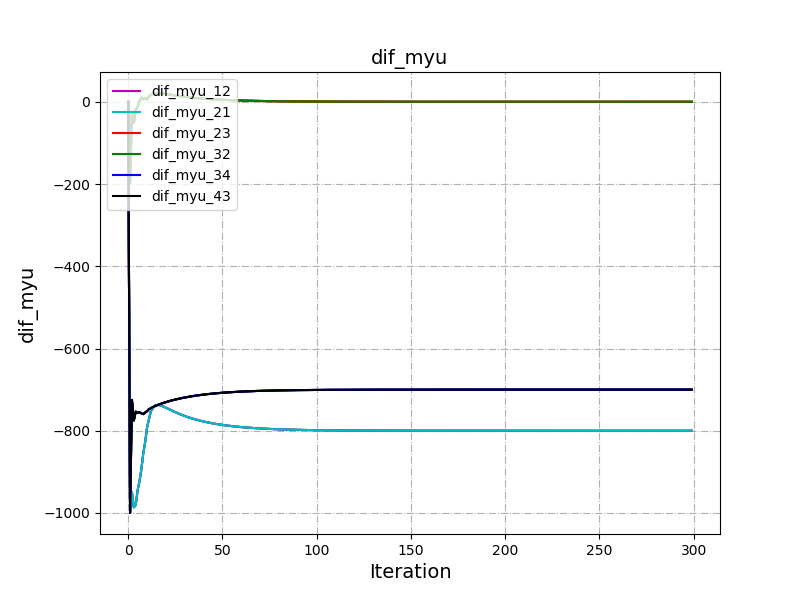 dif_myu
dif_myu_12
dif_myu_21
dif_myu_23
dif_myu_32
dif_myu_34
dif_myu_43
dif_myu
0
−200
−400
−600
−800
−1000
0
50
100
150
200
250
300
Iteration